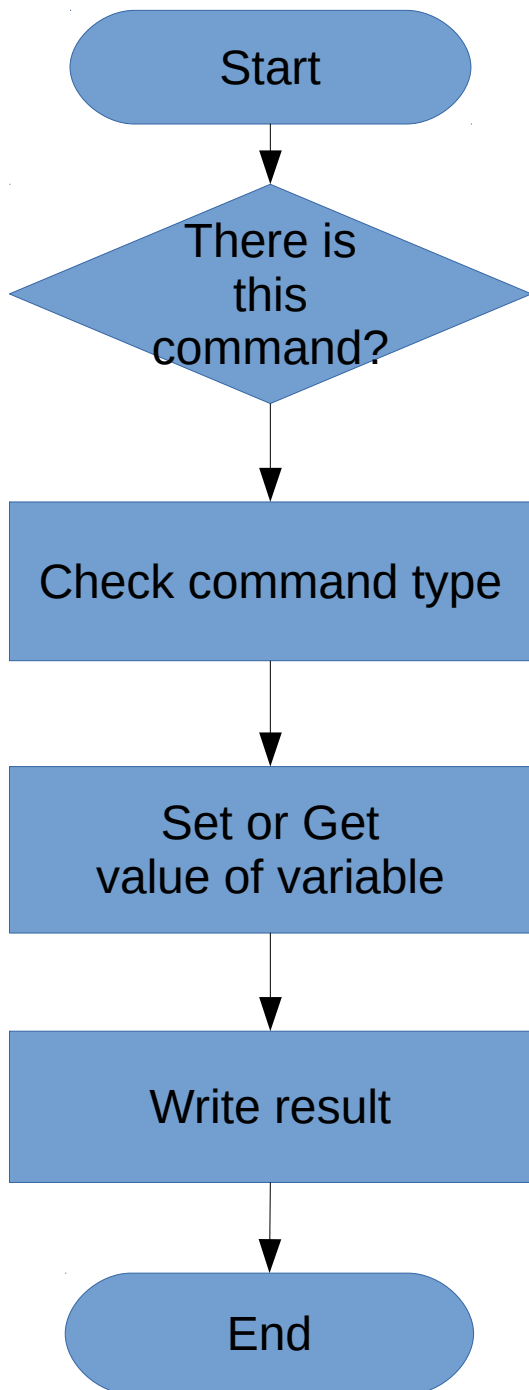 Start
There is
this
command?
Check command type
Set or Get
value of variable
Write result
End